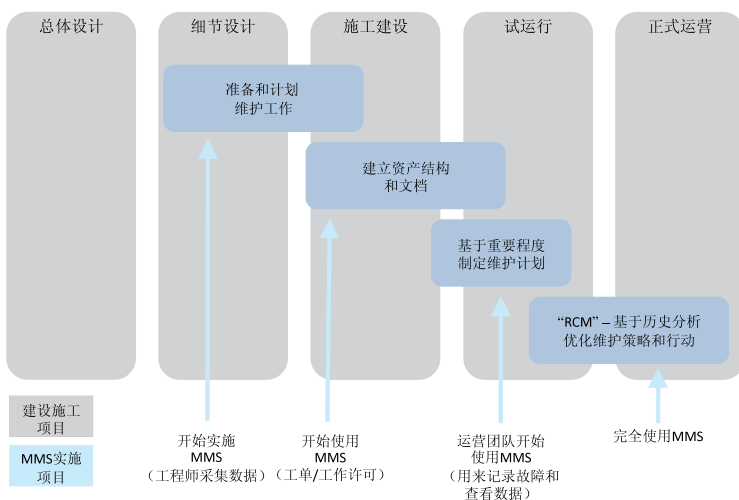 总体设计
细节设计
施工建设
试运行
正式运营
准备和计划
维护工作
建立资产结构
和文档
基于重要程度
制定维护计划
“RCM” – 基于历史分析
优化维护策略和行动
建设施工
项目
MMS实施
项目
开始实施
MMS
（工程师采集数据）
开始使用
MMS
（工单/工作许可）
运营团队开始
使用MMS
（用来记录故障和
查看数据）
完全使用MMS